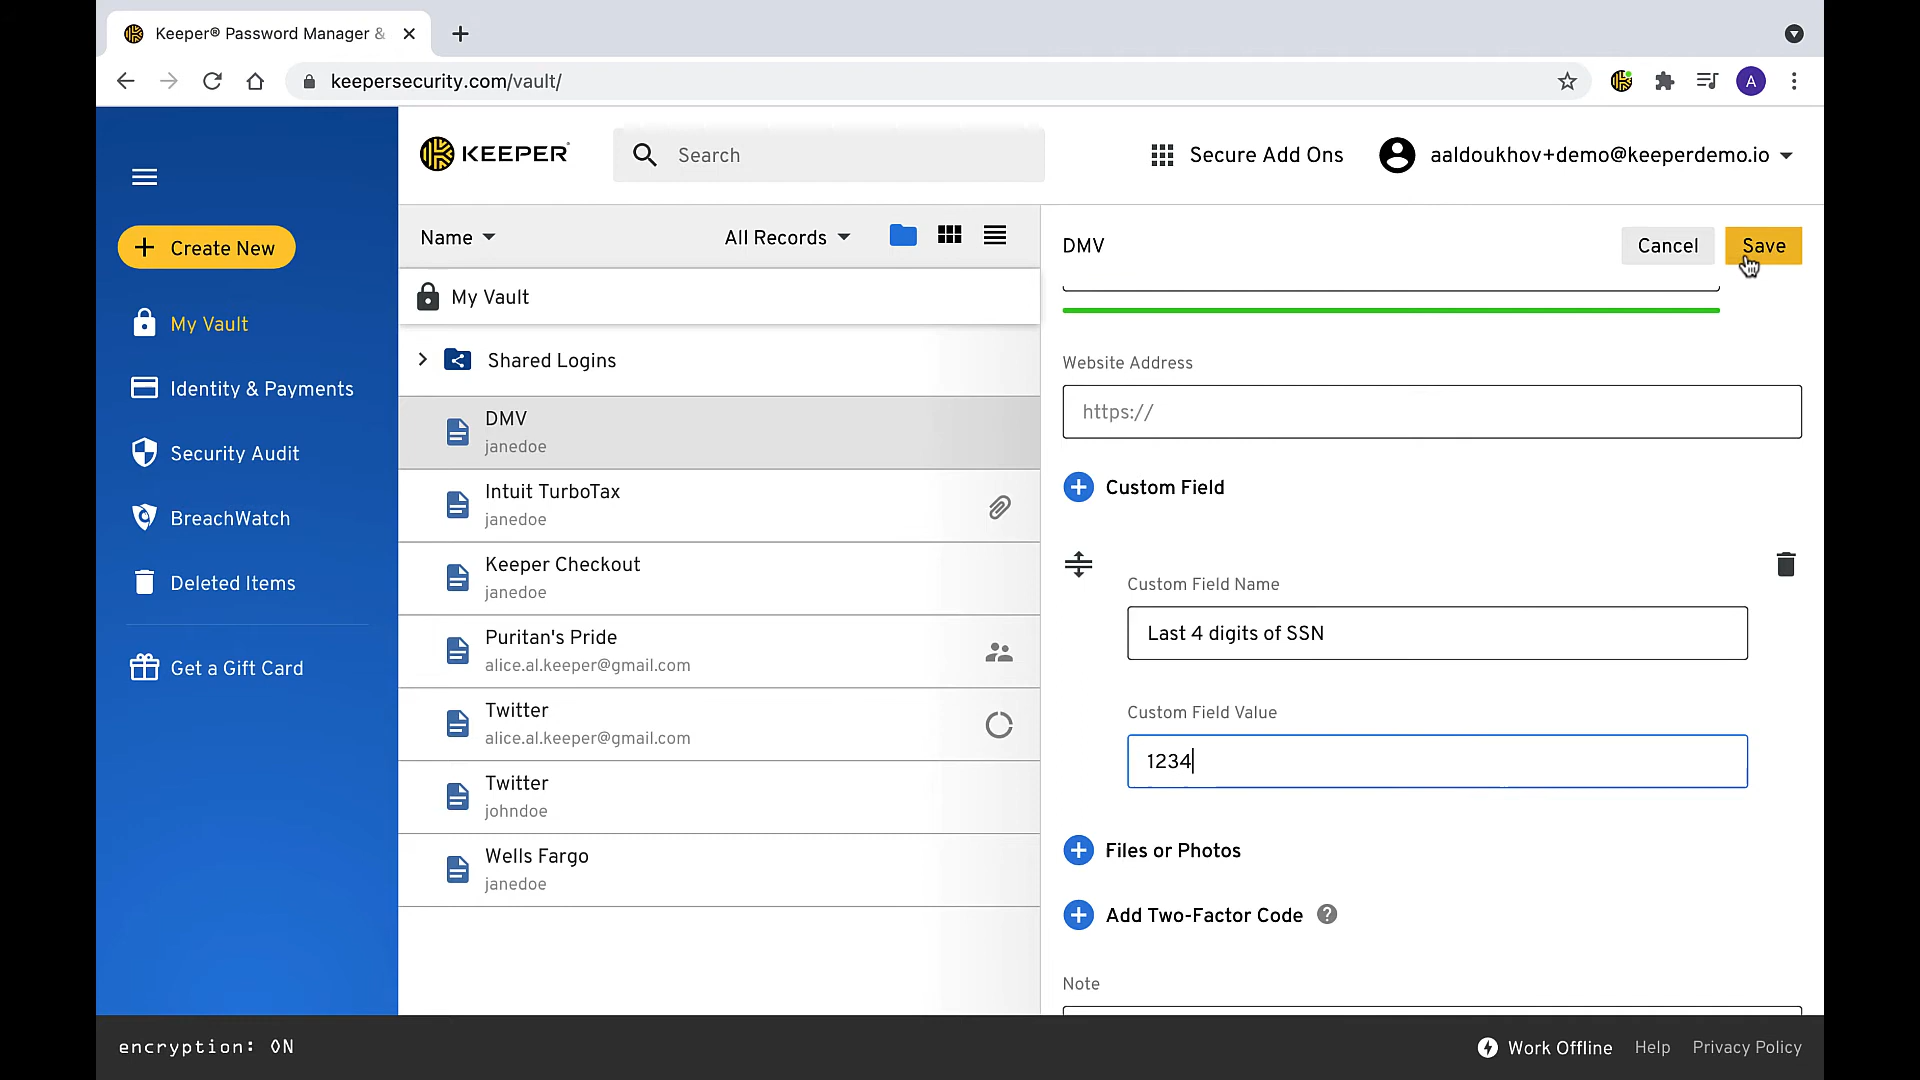 Keeper® Password Manager &
keepersecurity.com/vault/
A
KEEPER
Search
Secure Add Ons
aaldoukhov+demo@keeperdemo.io
Create New
My Vault
Identity & Payments
Security Audit
BreachWatch
Deleted Items
Get a Gift Card
Name
All Records
My Vault
Shared Logins
DMV
janedoe
Intuit TurboTax
janedoe
Keeper Checkout
janedoe
Puritan's Pride
alice.al.keeper@gmail.com
Twitter
alice.al.keeper@gmail.com
Twitter
johndoe
Wells Fargo
janedoe
DMV
Cancel
Save
Website Address
https://
Custom Field
Custom Field Name
Last 4 digits of SSN
Custom Field Value
1234
Files or Photos
Add Two-Factor Code
?
Note
encryption: ON
Work Offline
Help
Privacy Policy